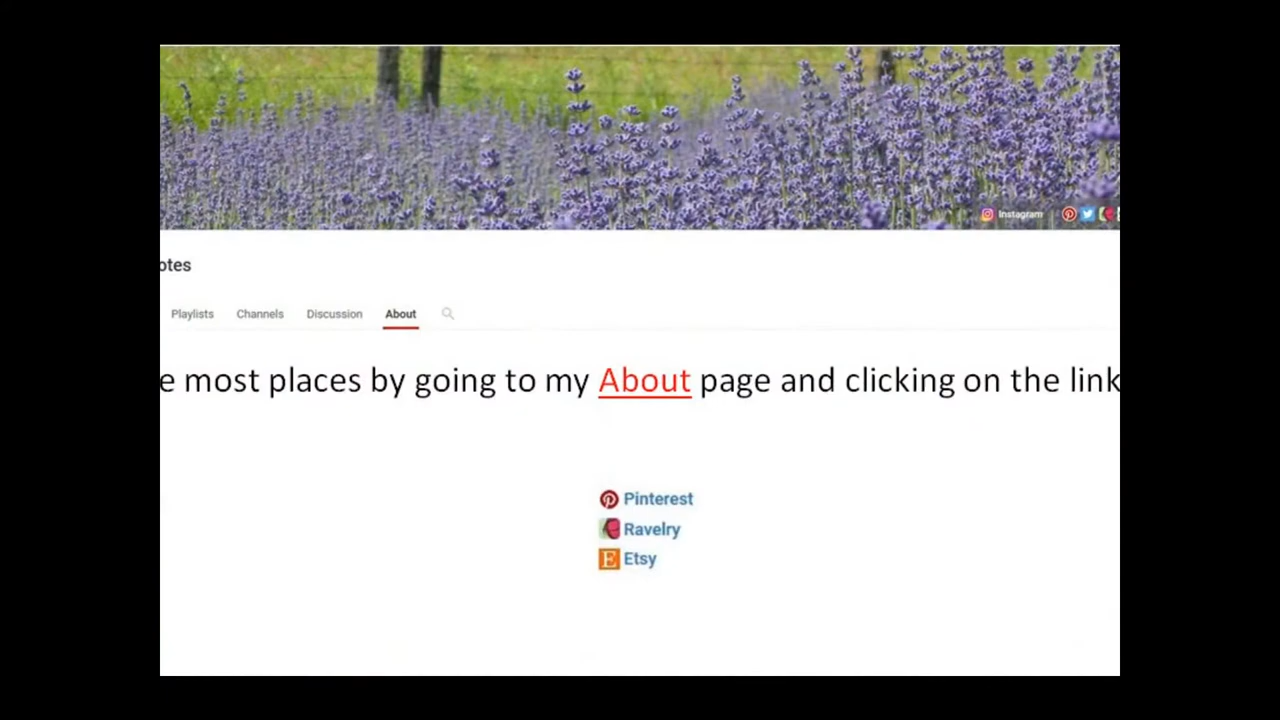 Instagram
otes
Playlists Channels Discussion About
e most places by going to my About page and clicking on the link
Pinterest
Ravelry
Etsy